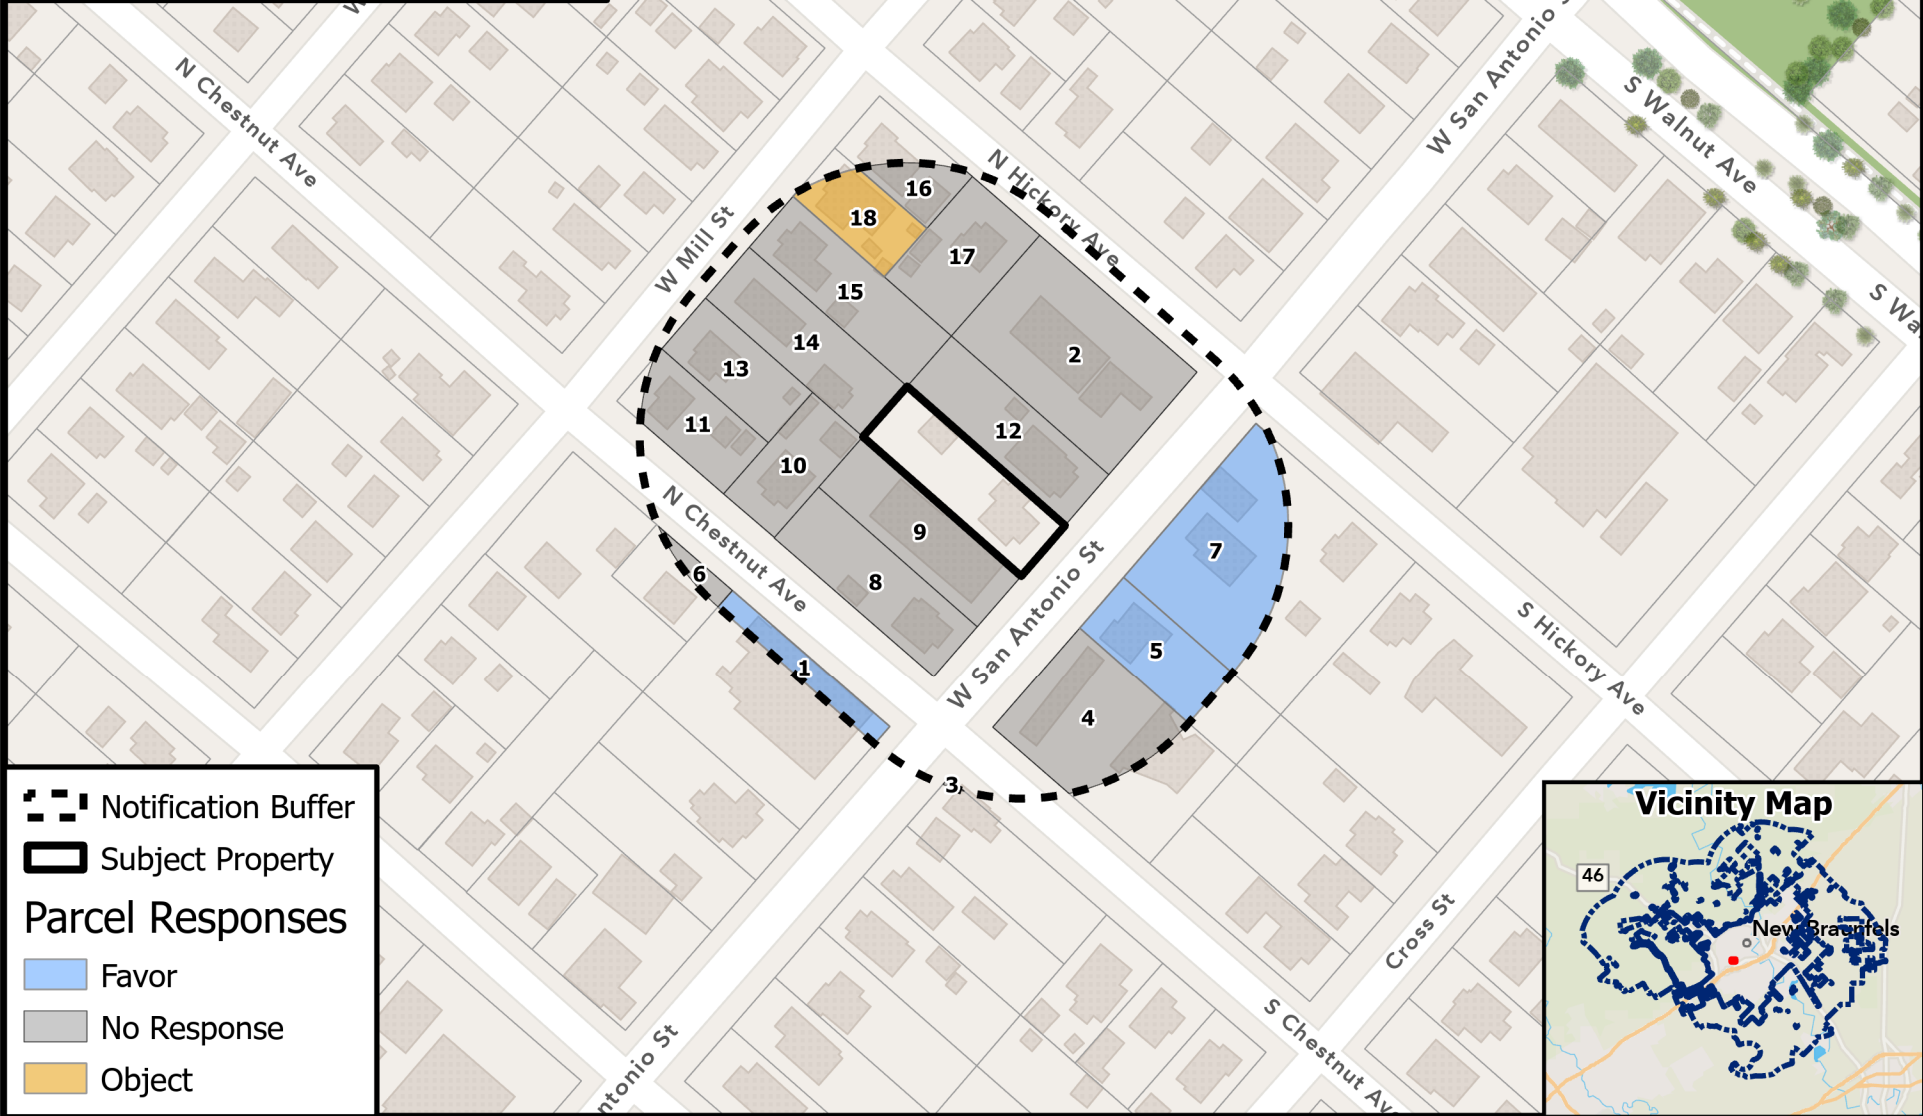 W San Antonio S
N Chestnut Ave
S Walnut Ave
N Hickory Ave
W Mill St
S Wa
16
18
17
15
14
2
13
11
12
10
9
7
N Chestnut Ave
W San Antonio St
6
8
S Hickory Ave
5
1
4
3
Cross St
S Chestnut Av
ntonio St
Notification Buffer
Subject Property
Parcel Responses
Favor
No Response
Object
Vicinity Map
46
New Braunfels